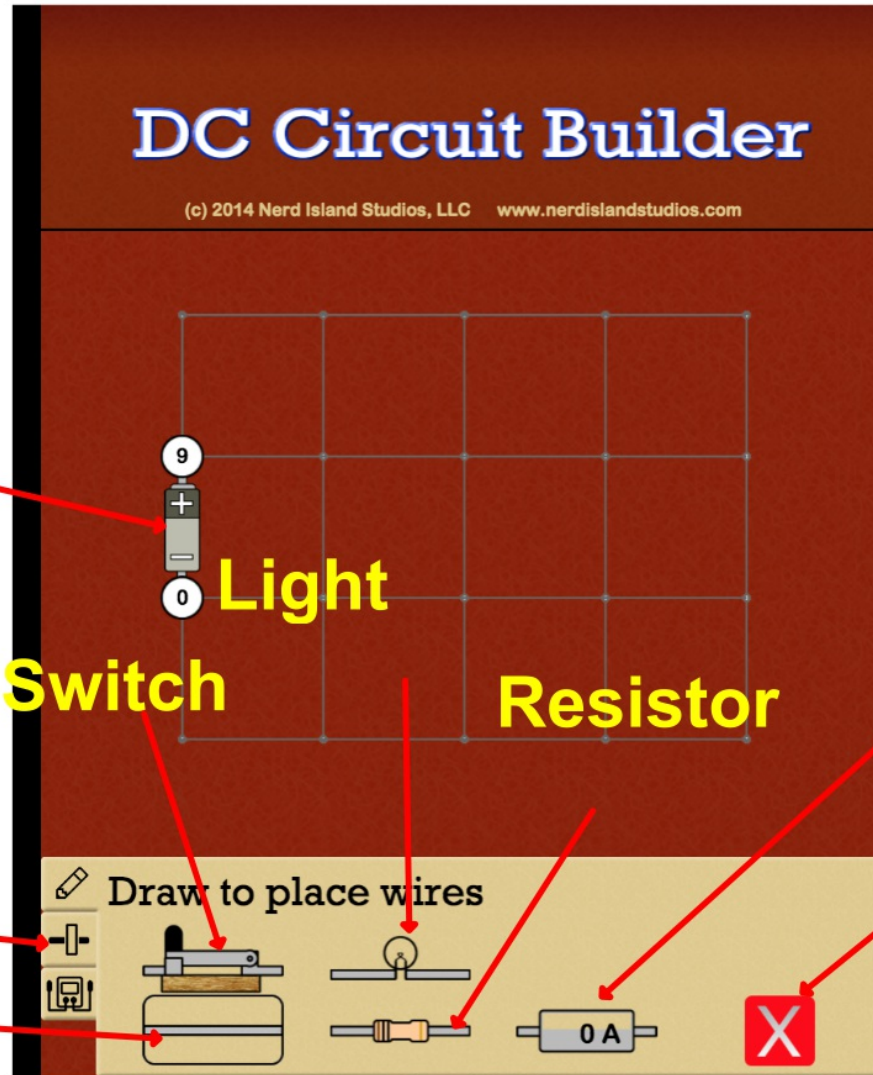 DC Circuit Builder
(c) 2014 Nerd Island Studios, LLC www.nerdislandstudios.com
9
+
−
0
Light
Switch
Resistor
Draw to place wires
0 A
X